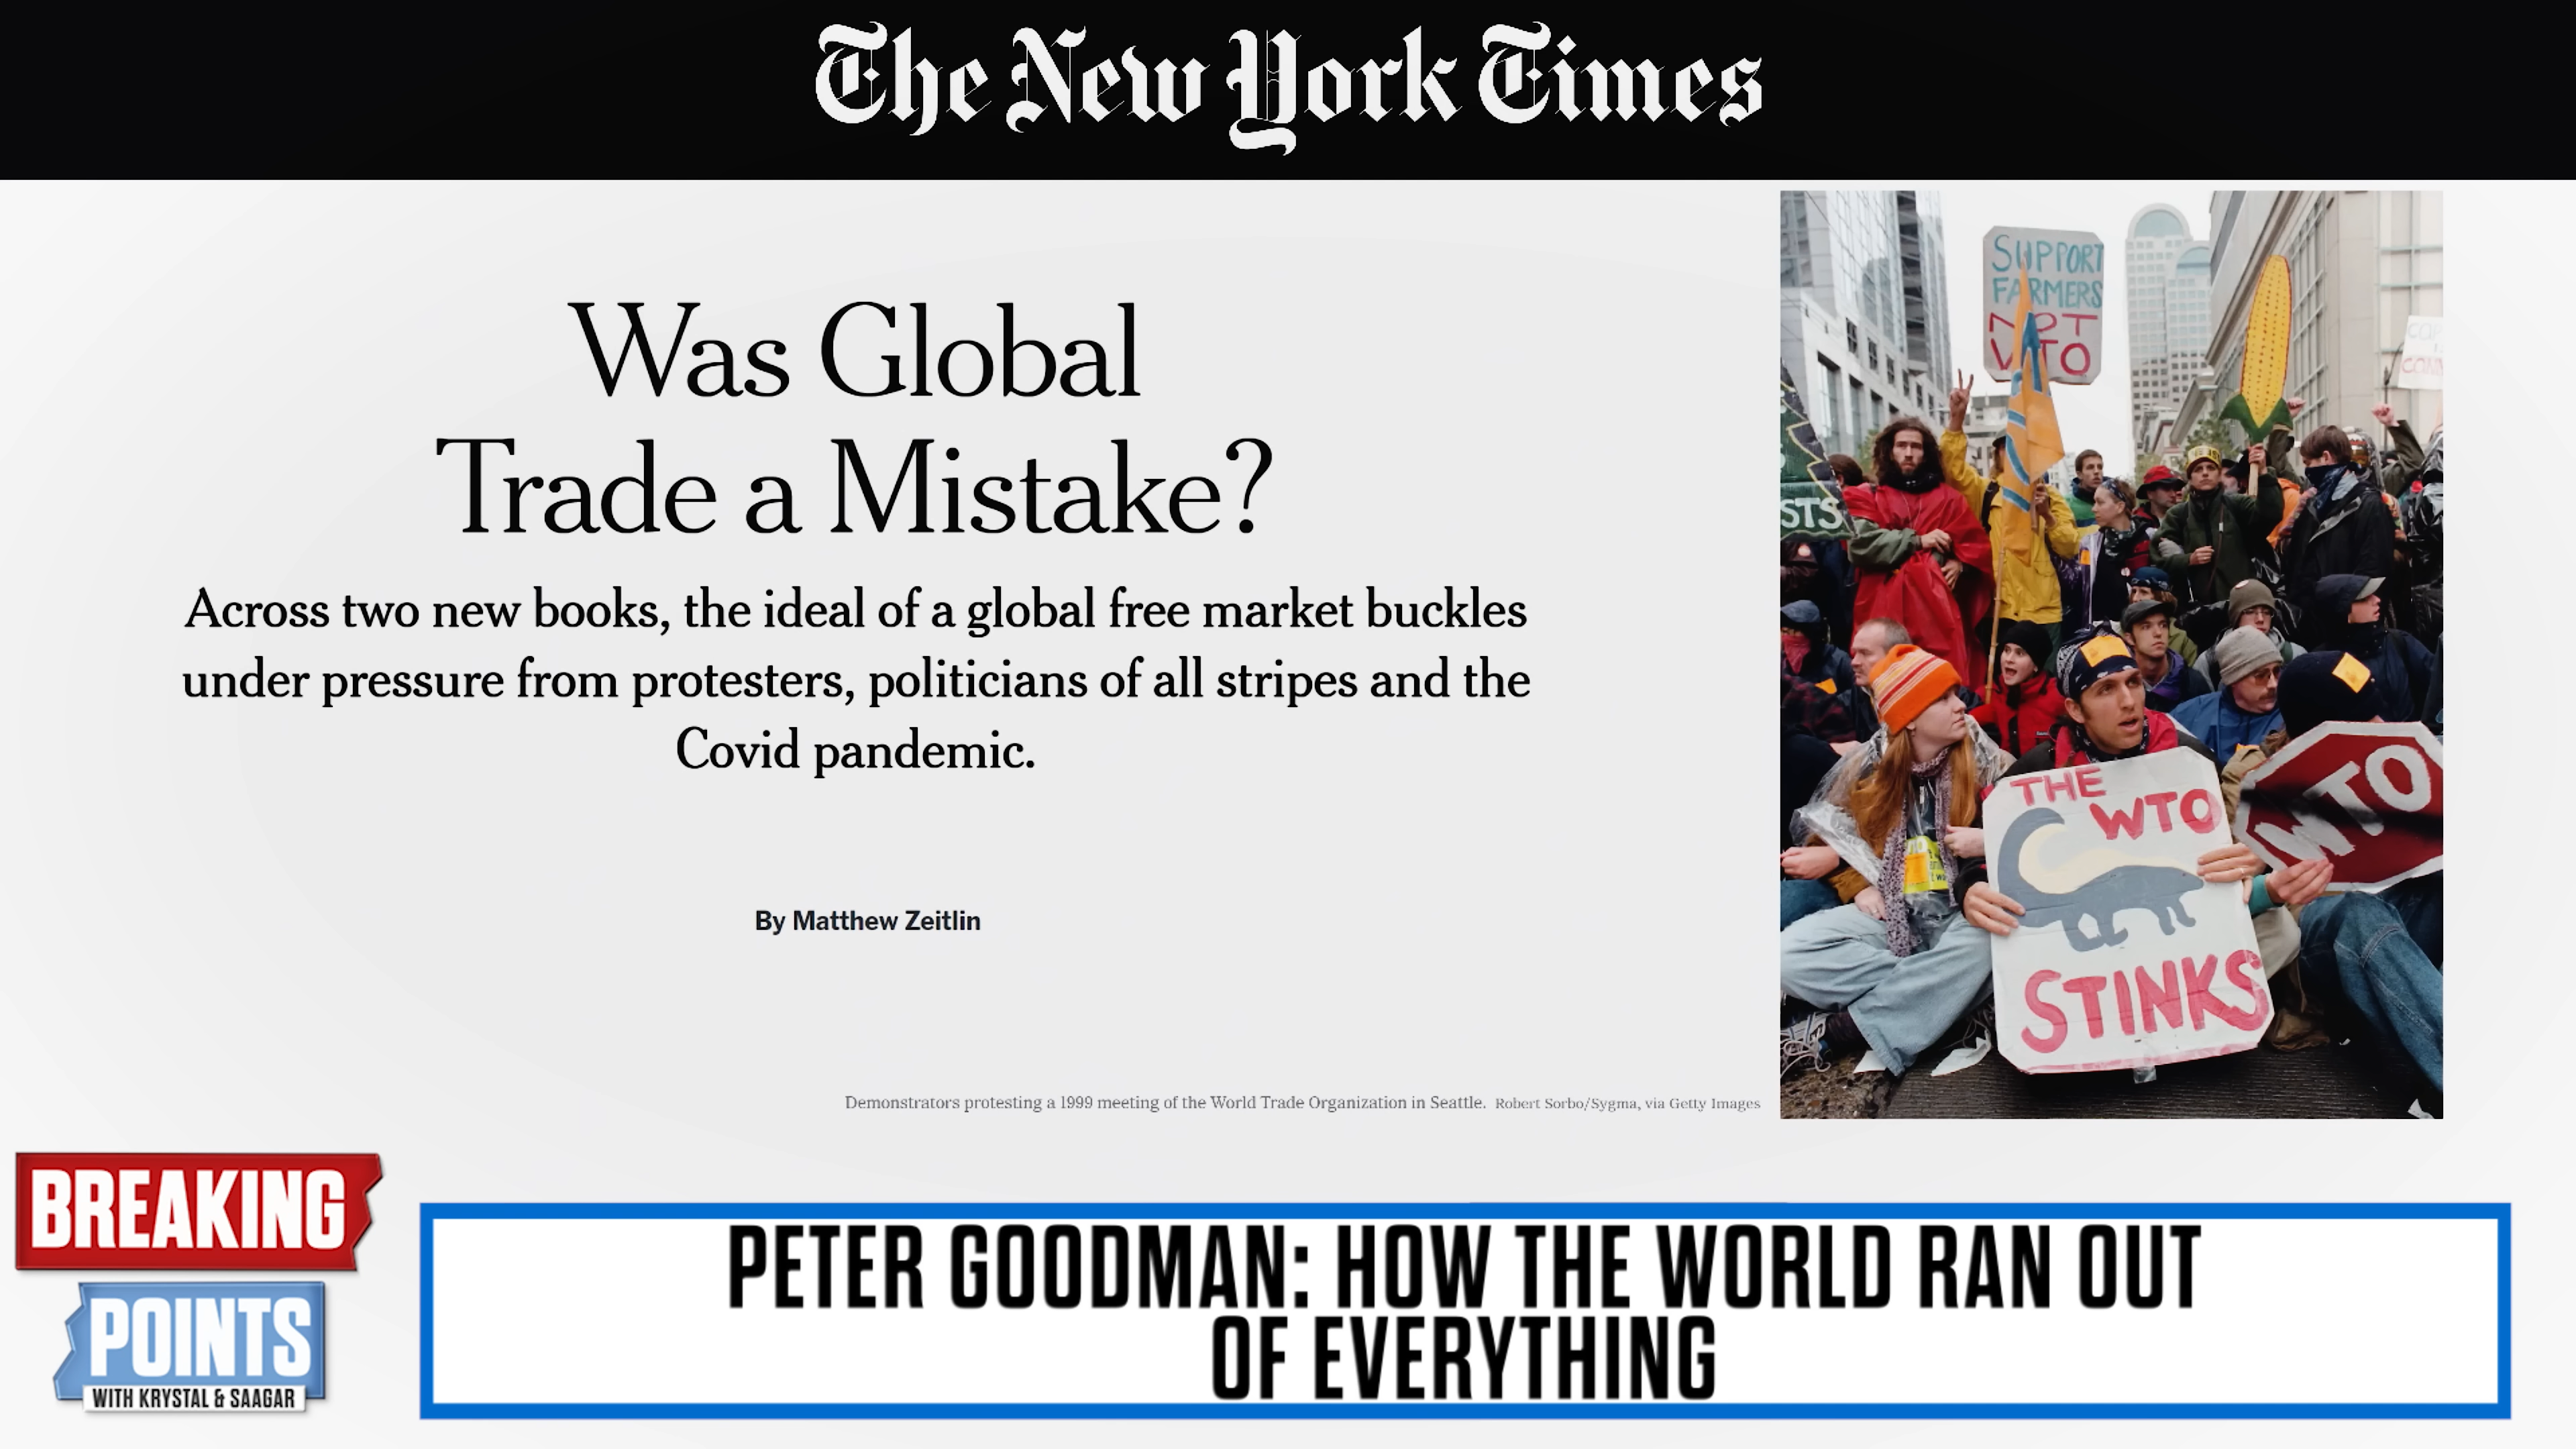 The New York Times
Was Global
Trade a Mistake?
Across two new books, the ideal of a global free market buckles
under pressure from protesters, politicians of all stripes and the
Covid pandemic.
By Matthew Zeitlin
Demonstrators protesting a 1999 meeting of the World Trade Organization in Seattle. Robert Sorbo/Sygma, via Getty Images
SUPPORT
FARMERS
NOT
WTO
STS
THE
WTO
STINKS
WTO
BREAKING
POINTS
WITH KRYSTAL & SAAGAR
PETER GOODMAN: HOW THE WORLD RAN OUT
OF EVERYTHING